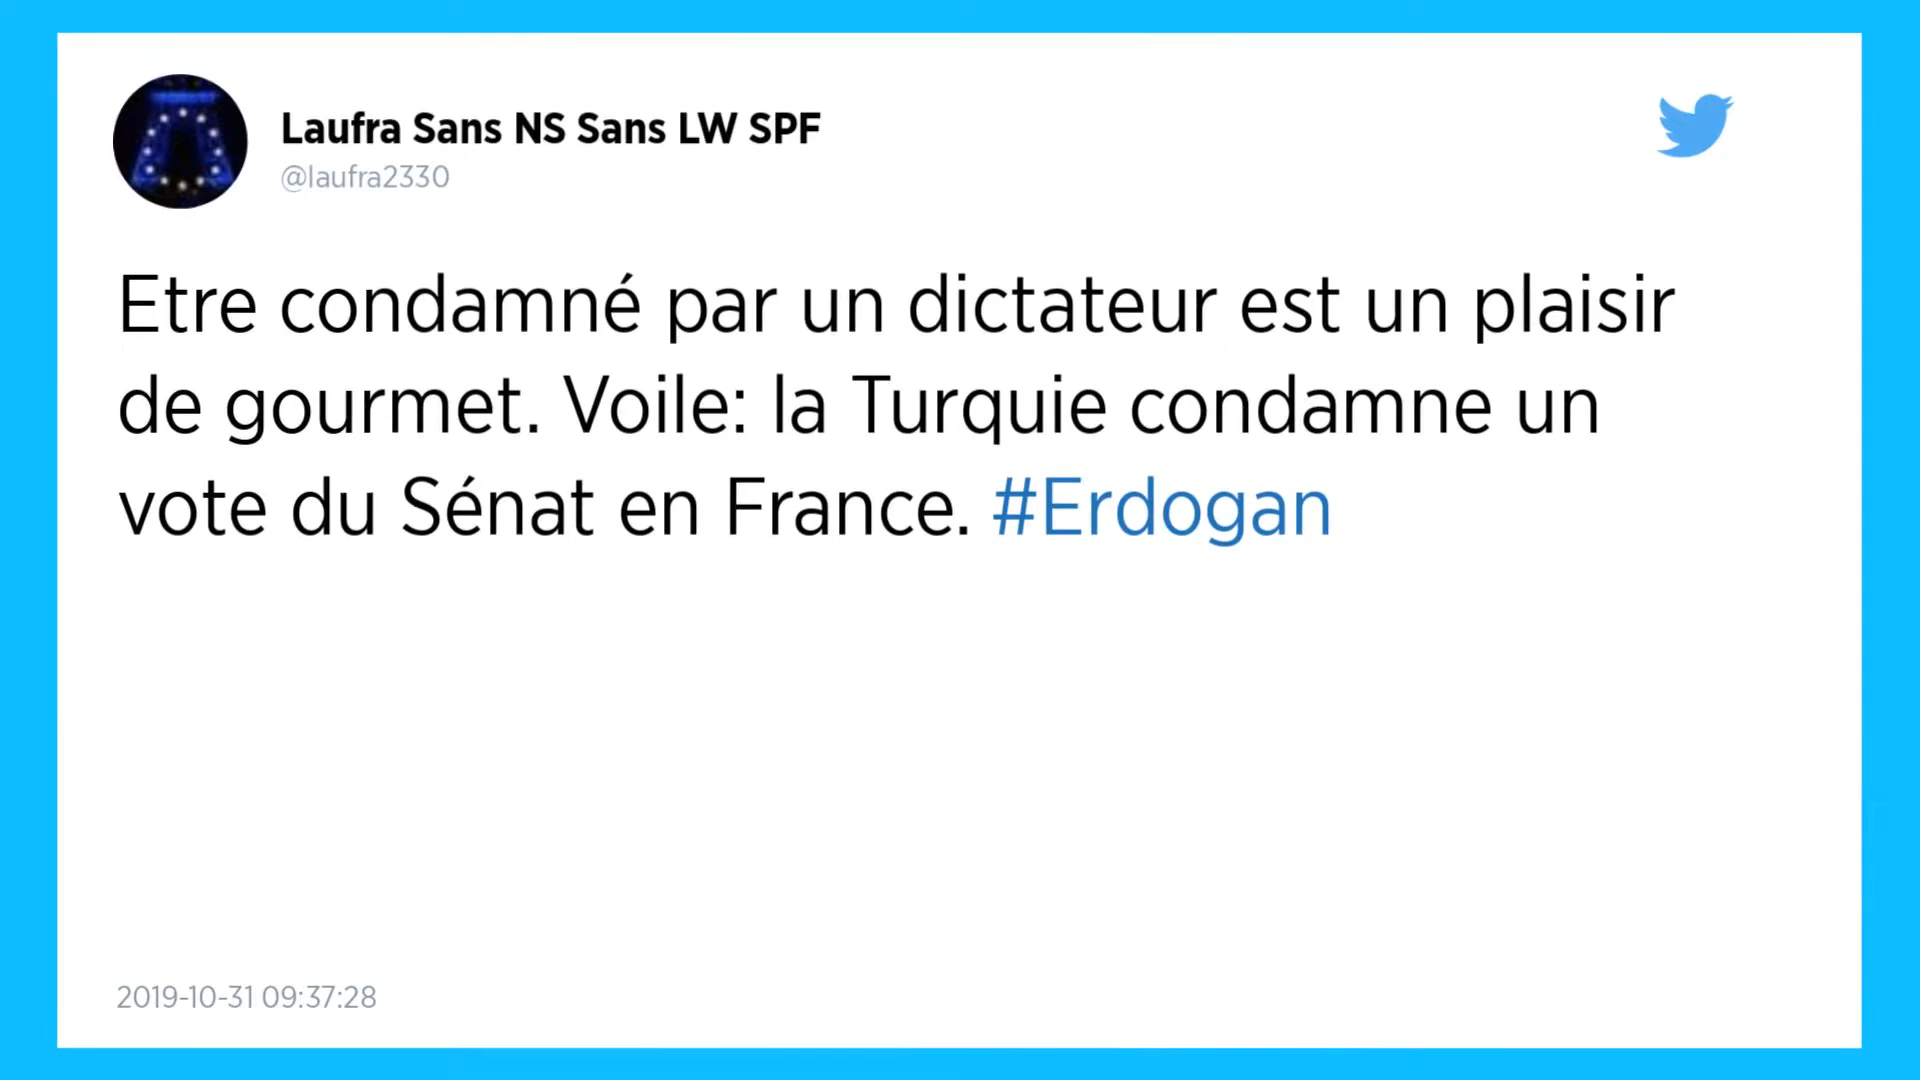 Laufra Sans NS Sans LW SPF
@laufra2330
Etre condamné par un dictateur est un plaisir
de gourmet. Voile: la Turquie condamne un
vote du Sénat en France. #Erdogan
2019-10-31 09:37:28